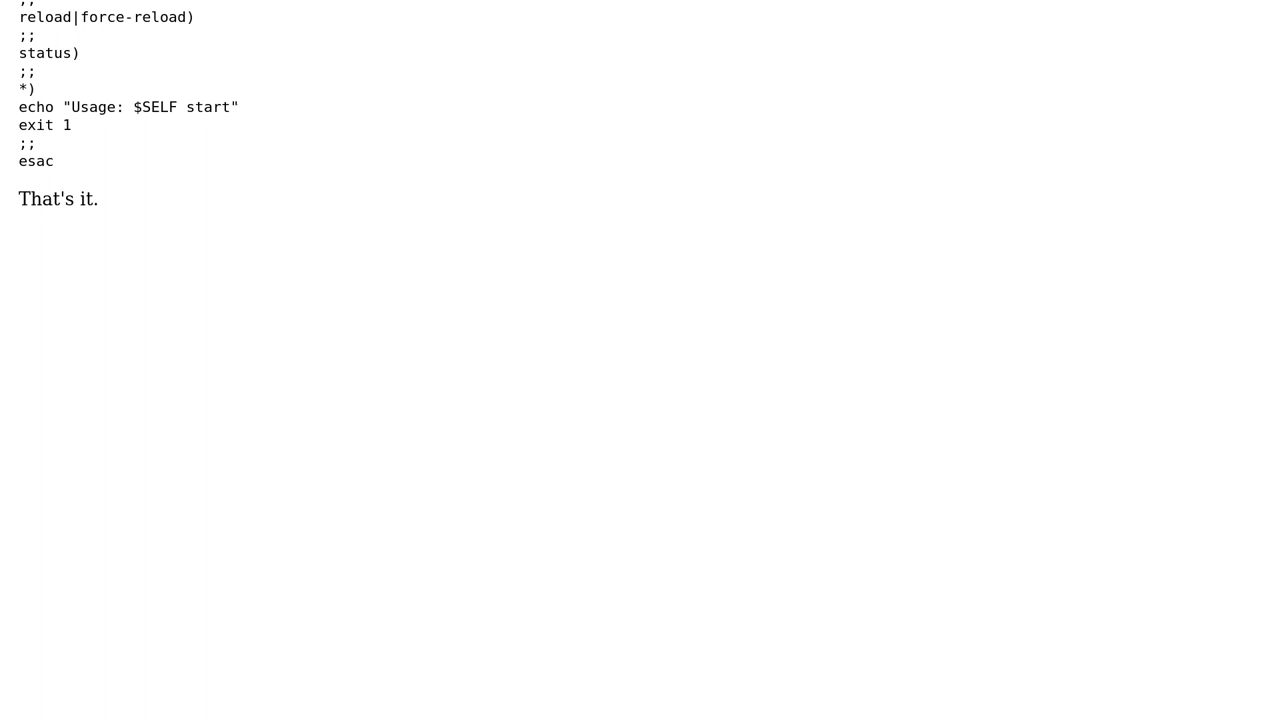 ;;
reload|force-reload)
;;
status)
;;
*)
echo "Usage: $SELF start"
exit 1
;;
esac
That's it.